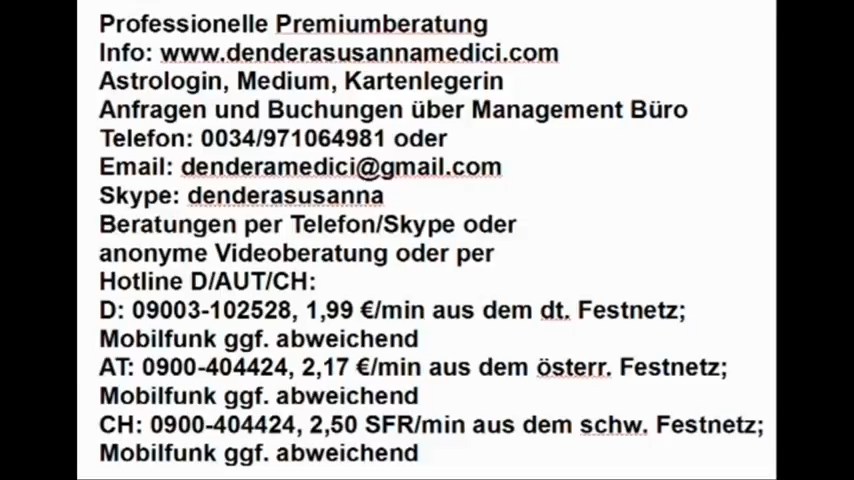 Professionelle Premiumberatung
Info: www.denderasusannamedici.com
Astrologin, Medium, Kartenlegerin
Anfragen und Buchungen über Management Büro
Telefon: 0034/971064981 oder
Email: denderamedici@gmail.com
Skype: denderasusanna
Beratungen per Telefon/Skype oder
anonyme Videoberatung oder per
Hotline D/AUT/CH:
D: 09003-102528, 1,99 €/min aus dem dt. Festnetz;
Mobilfunk ggf. abweichend
AT: 0900-404424, 2,17 €/min aus dem österr. Festnetz;
Mobilfunk ggf. abweichend
CH: 0900-404424, 2,50 SFR/min aus dem schw. Festnetz;
Mobilfunk ggf. abweichend